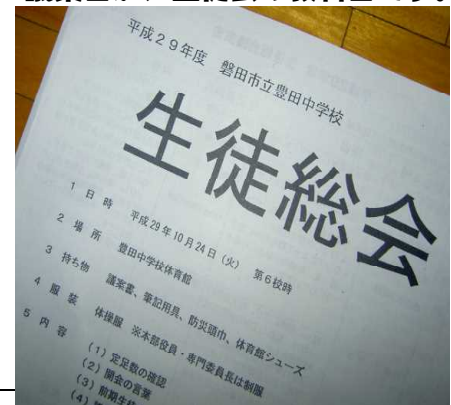 平成29年度 磐田市立豊田中学校
生徒総会
1 日 時 平成29年10月24日（火） 第6校時
2 場 所 豊田中学校体育館
3 持ち物 議案書、筆記用具、防災頭巾、体育館シューズ
4 服 装 体操服 ※本部役員・専門委員長は制服
5 内 容
（1）定足数の確認
（2）開会の言葉
（3）前期生徒
（4）